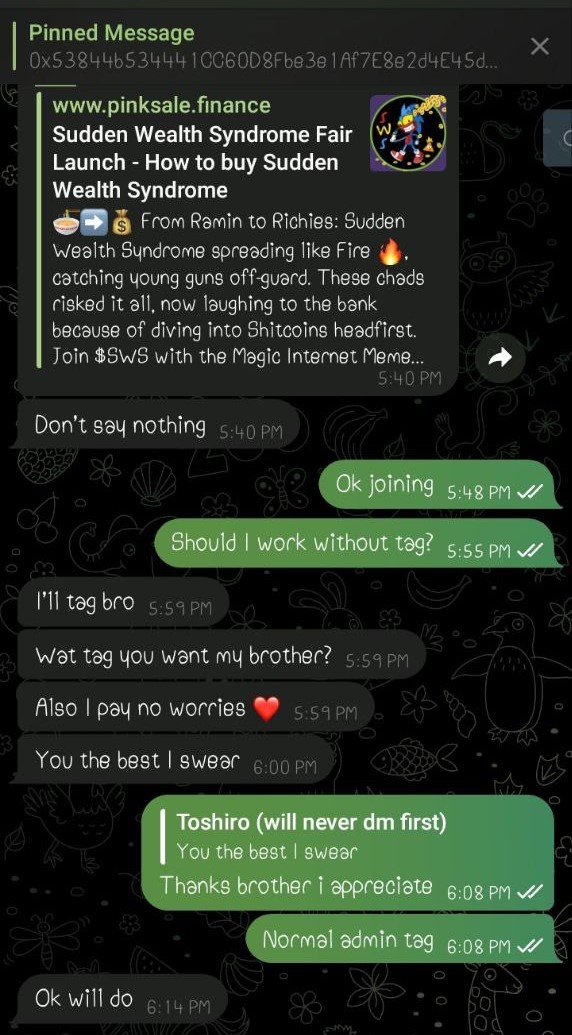 Pinned Message
0x53844b5344410C60D8Fbe3e1Af7E8e2d4E45d...
www.pinksale.finance
Sudden Wealth Syndrome Fair
Launch - How to buy Sudden
Wealth Syndrome
🍜➡️💰 From Ramin to Richies: Sudden
Wealth Syndrome spreading like Fire 🔥,
catching young guns off-guard. These chads
risked it all, now laughing to the bank
because of diving into Shitcoins headfirst.
Join $SWS with the Magic Internet Meme...
5:40 PM
Don't say nothing 5:40 PM
Ok joining 5:48 PM
Should I work without tag? 5:55 PM
I'll tag bro 5:59 PM
Wat tag you want my brother? 5:59 PM
Also I pay no worries ❤️ 5:59 PM
You the best I swear 6:00 PM
Toshiro (will never dm first)
You the best I swear
Thanks brother i appreciate 6:08 PM
Normal admin tag 6:08 PM
Ok will do 6:14 PM